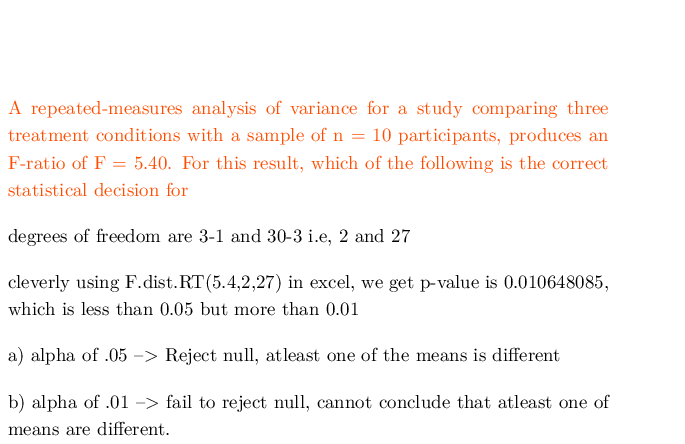 A repeated-measures analysis of variance for a study comparing three
treatment conditions with a sample of n = 10 participants, produces an
F-ratio of F = 5.40. For this result, which of the following is the correct
statistical decision for
degrees of freedom are 3-1 and 30-3 i.e, 2 and 27
cleverly using F.dist.RT(5.4,2,27) in excel, we get p-value is 0.010648085,
which is less than 0.05 but more than 0.01
a) alpha of .05 –> Reject null, atleast one of the means is different
b) alpha of .01 –> fail to reject null, cannot conclude that atleast one of
means are different.